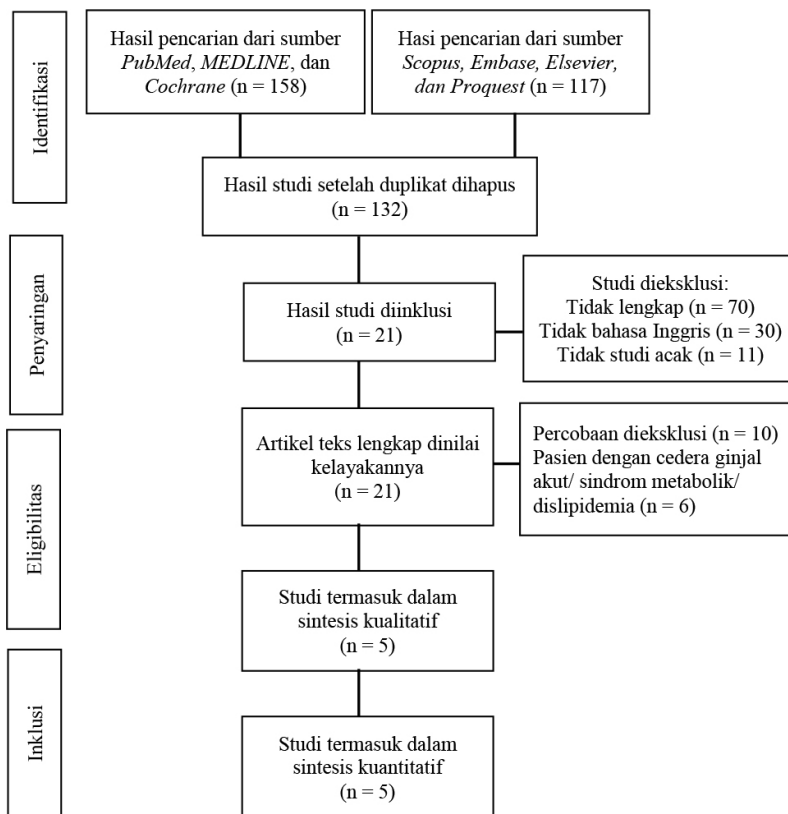 Identifikasi
Hasil pencarian dari sumber
PubMed, MEDLINE, dan
Cochrane (n = 158)
Hasi pencarian dari sumber
Scopus, Embase, Elsevier,
dan Proquest (n = 117)
Hasil studi setelah duplikat dihapus
(n = 132)
Penyaringan
Hasil studi diinklusi
(n = 21)
Studi dieksklusi:
Tidak lengkap (n = 70)
Tidak bahasa Inggris (n = 30)
Tidak studi acak (n = 11)
Eligibilitas
Artikel teks lengkap dinilai
kelayakannya
(n = 21)
Percobaan dieksklusi (n = 10)
Pasien dengan cedera ginjal
akut/ sindrom metabolik/
dislipidemia (n = 6)
Studi termasuk dalam
sintesis kualitatif
(n = 5)
Inklusi
Studi termasuk dalam
sintesis kuantitatif
(n = 5)